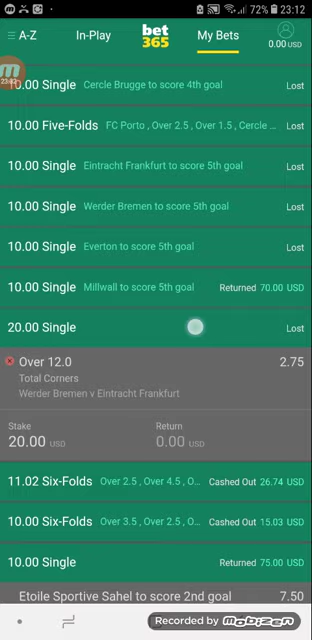 72% 23:12
A-Z In-Play bet365 My Bets 0.00 USD
10.00 Single Cercle Brugge to score 4th goal Lost
10.00 Five-Folds FC Porto , Over 2.5 , Over 1.5 , Cercle ... Lost
10.00 Single Eintracht Frankfurt to score 5th goal Lost
10.00 Single Werder Bremen to score 5th goal Lost
10.00 Single Everton to score 5th goal Lost
10.00 Single Millwall to score 5th goal Returned 70.00 USD
20.00 Single Lost
Over 12.0 2.75
Total Corners
Werder Bremen v Eintracht Frankfurt
Stake Return
20.00 USD 0.00 USD
11.02 Six-Folds Over 2.5 , Over 4.5 , O... Cashed Out 26.74 USD
10.00 Six-Folds Over 3.5 , Over 2.5 , O... Cashed Out 15.03 USD
10.00 Single Returned 75.00 USD
Etoile Sportive Sahel to score 2nd goal 7.50
Recorded by mobizen